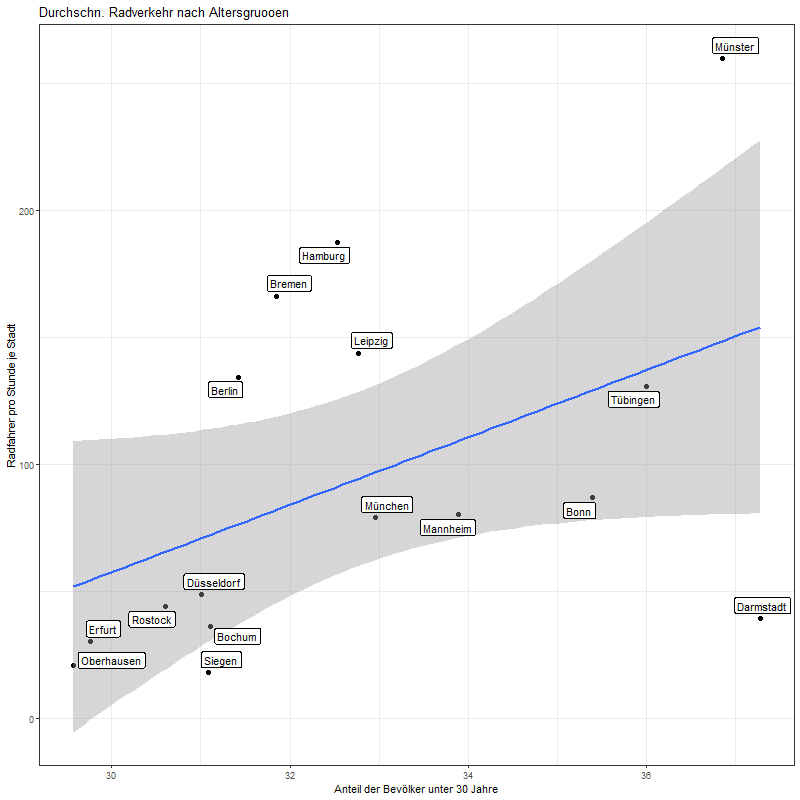 Durchschn. Radverkehr nach Altersgruooen
Münster
200
Hamburg
Bremen
Leipzig
Berlin
Tübingen
Radfahrer pro Stunde je Stadt
100
München
Bonn
Mannheim
Düsseldorf
Darmstadt
Rostock
Erfurt
Bochum
Oberhausen
Siegen
0
30
32
34
36
Anteil der Bevölker unter 30 Jahre